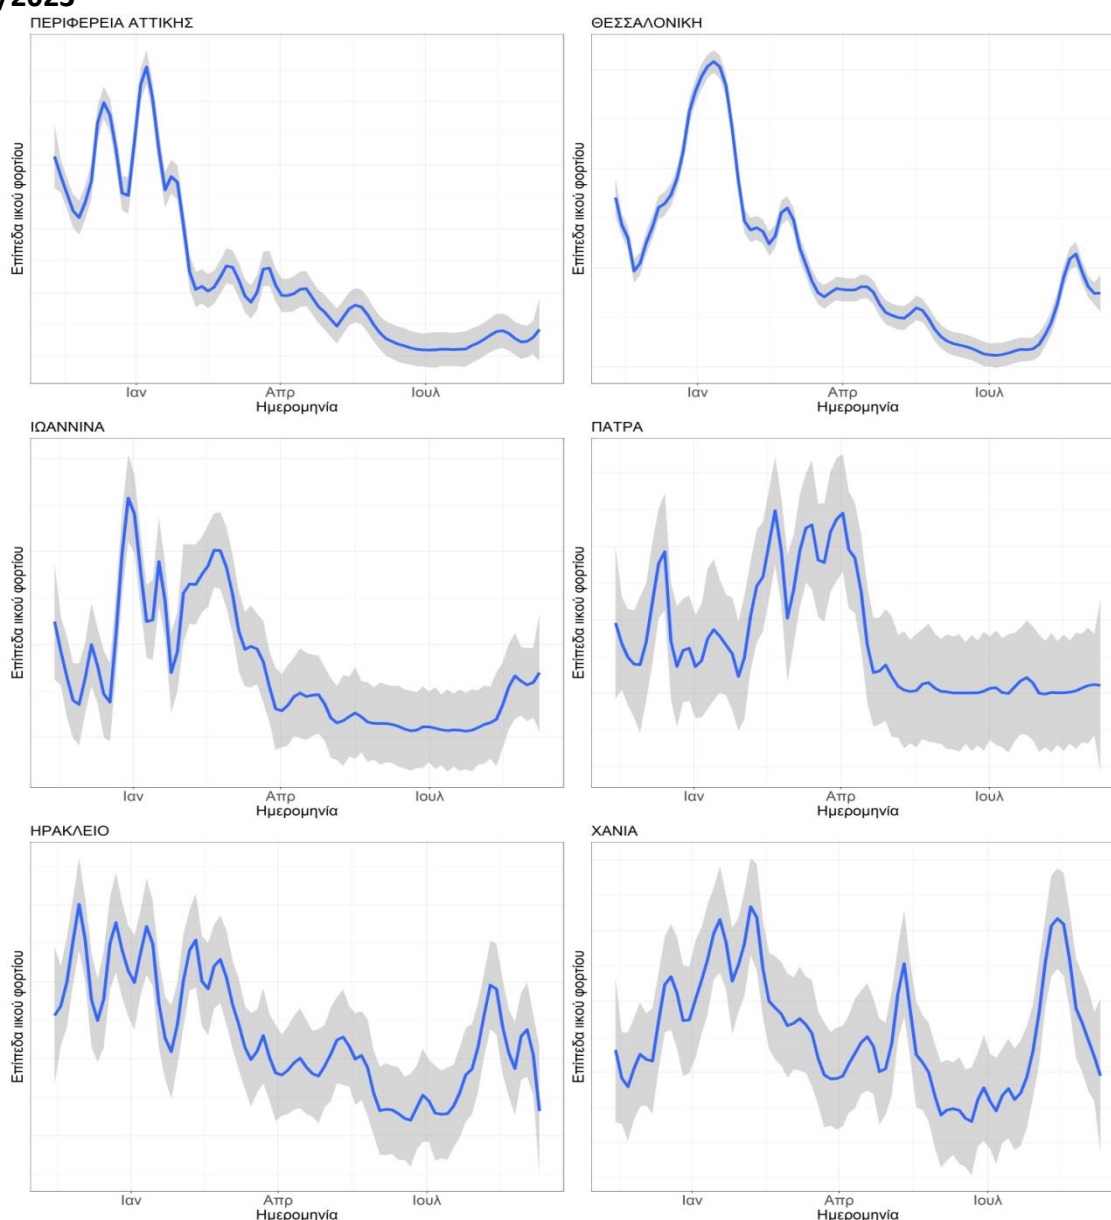 /2025
ΠΕΡΙΦΕΡΕΙΑ ΑΤΤΙΚΗΣ
Επίπεδα ιικού φορτίου
Ιαν Απρ Ιουλ
Ημερομηνία
ΘΕΣΣΑΛΟΝΙΚΗ
Επίπεδα ιικού φορτίου
Ιαν Απρ Ιουλ
Ημερομηνία
ΙΩΑΝΝΙΝΑ
Επίπεδα ιικού φορτίου
Ιαν Απρ Ιουλ
Ημερομηνία
ΠΑΤΡΑ
Επίπεδα ιικού φορτίου
Ιαν Απρ Ιουλ
Ημερομηνία
ΗΡΑΚΛΕΙΟ
Επίπεδα ιικού φορτίου
Ιαν Απρ Ιουλ
Ημερομηνία
ΧΑΝΙΑ
Επίπεδα ιικού φορτίου
Ιαν Απρ Ιουλ
Ημερομηνία